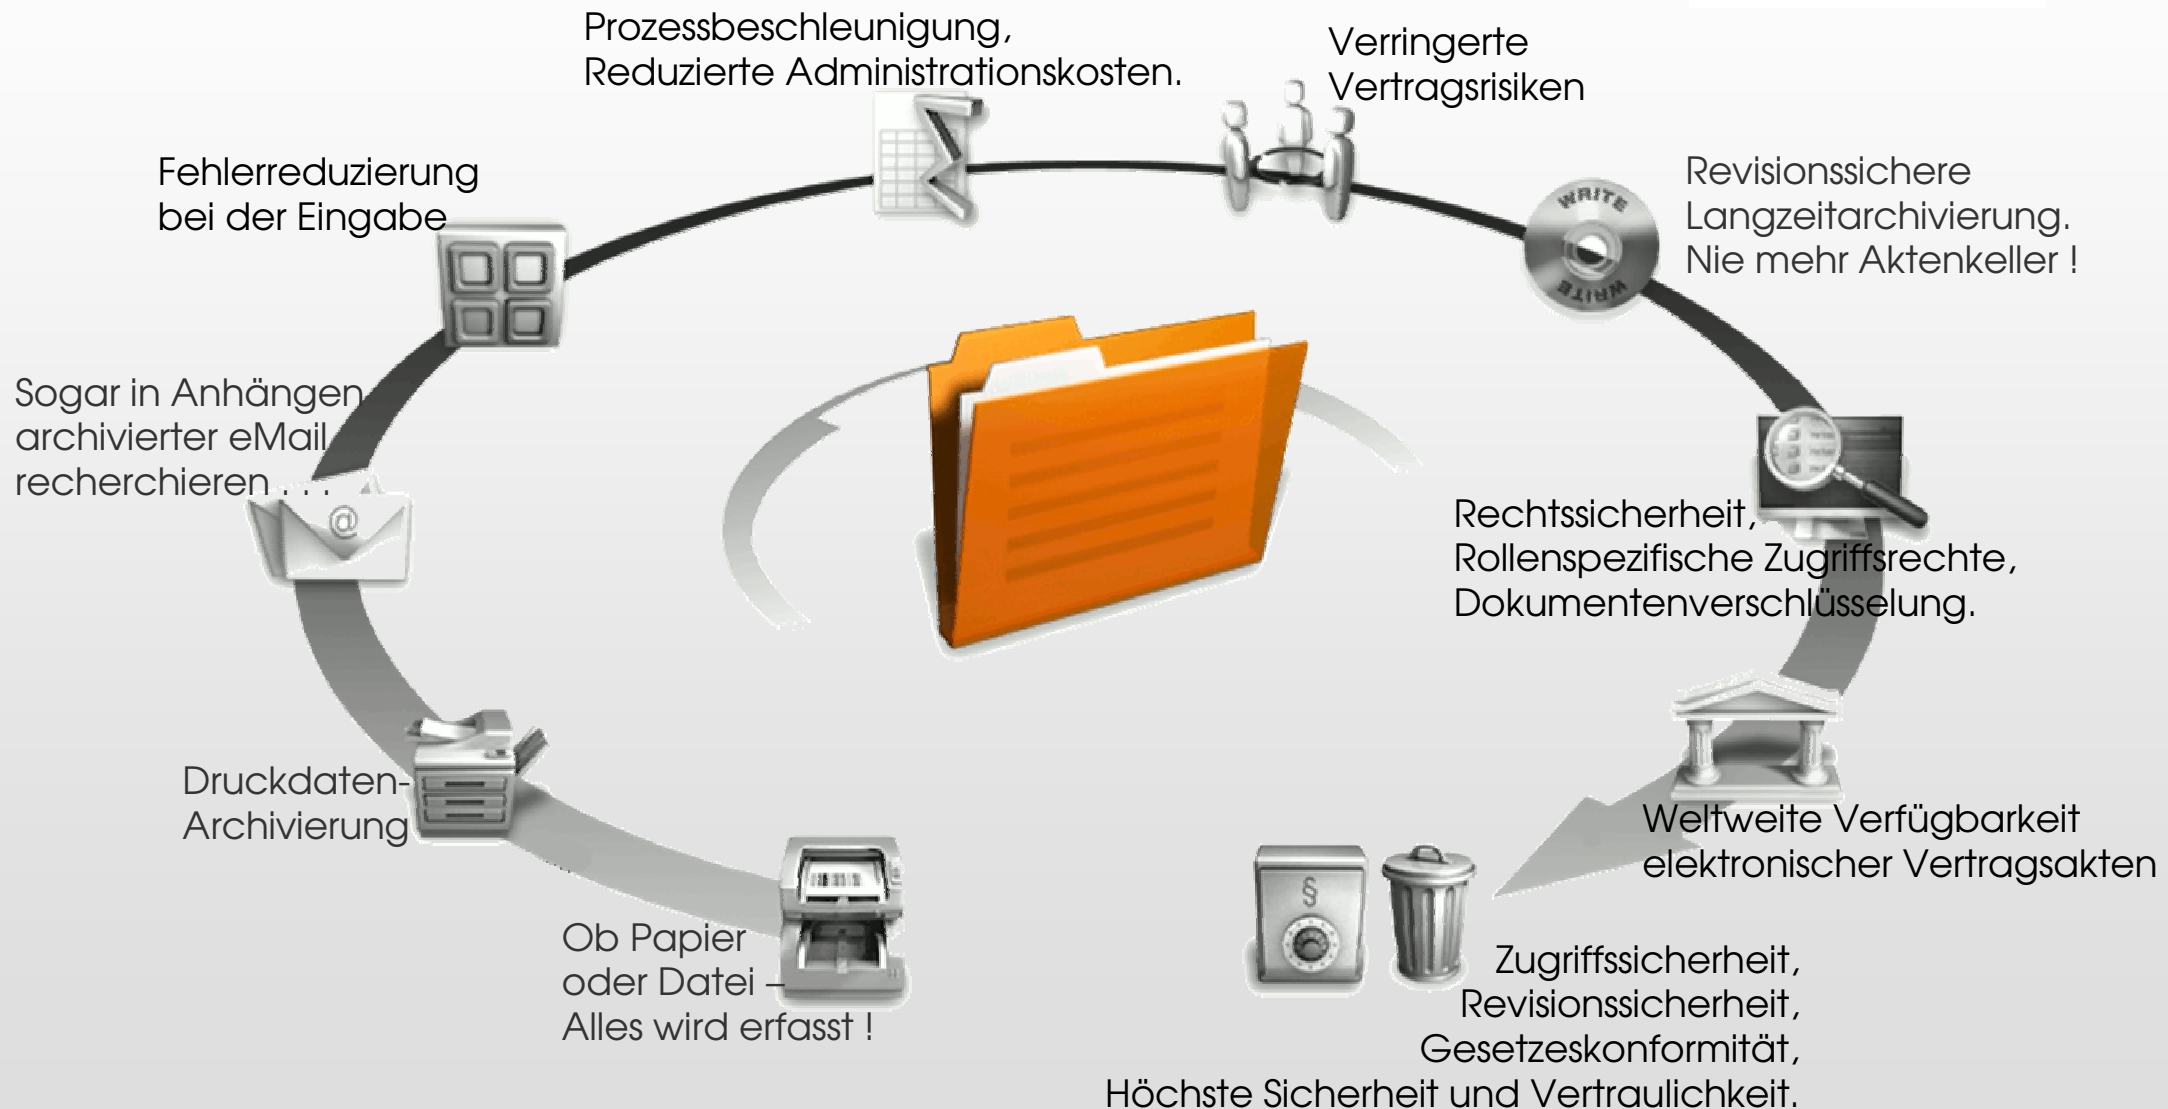 Prozessbeschleunigung,
Reduzierte Administrationskosten.
Verringerte
Vertragsrisiken
Fehlerreduzierung
bei der Eingabe
Revisionssichere
Langzeitarchivierung.
Nie mehr Aktenkeller !
WRITE
WRITE
Sogar in Anhängen
archivierter eMail
recherchieren . . .
@
Rechtssicherheit,
Rollenspezifische Zugriffsrechte,
Dokumentenverschlüsselung.
Druckdaten-
Archivierung
Weltweite Verfügbarkeit
elektronischer Vertragsakten
Ob Papier
oder Datei –
Alles wird erfasst !
§
Zugriffssicherheit,
Revisionssicherheit,
Gesetzeskonformität,
Höchste Sicherheit und Vertraulichkeit.